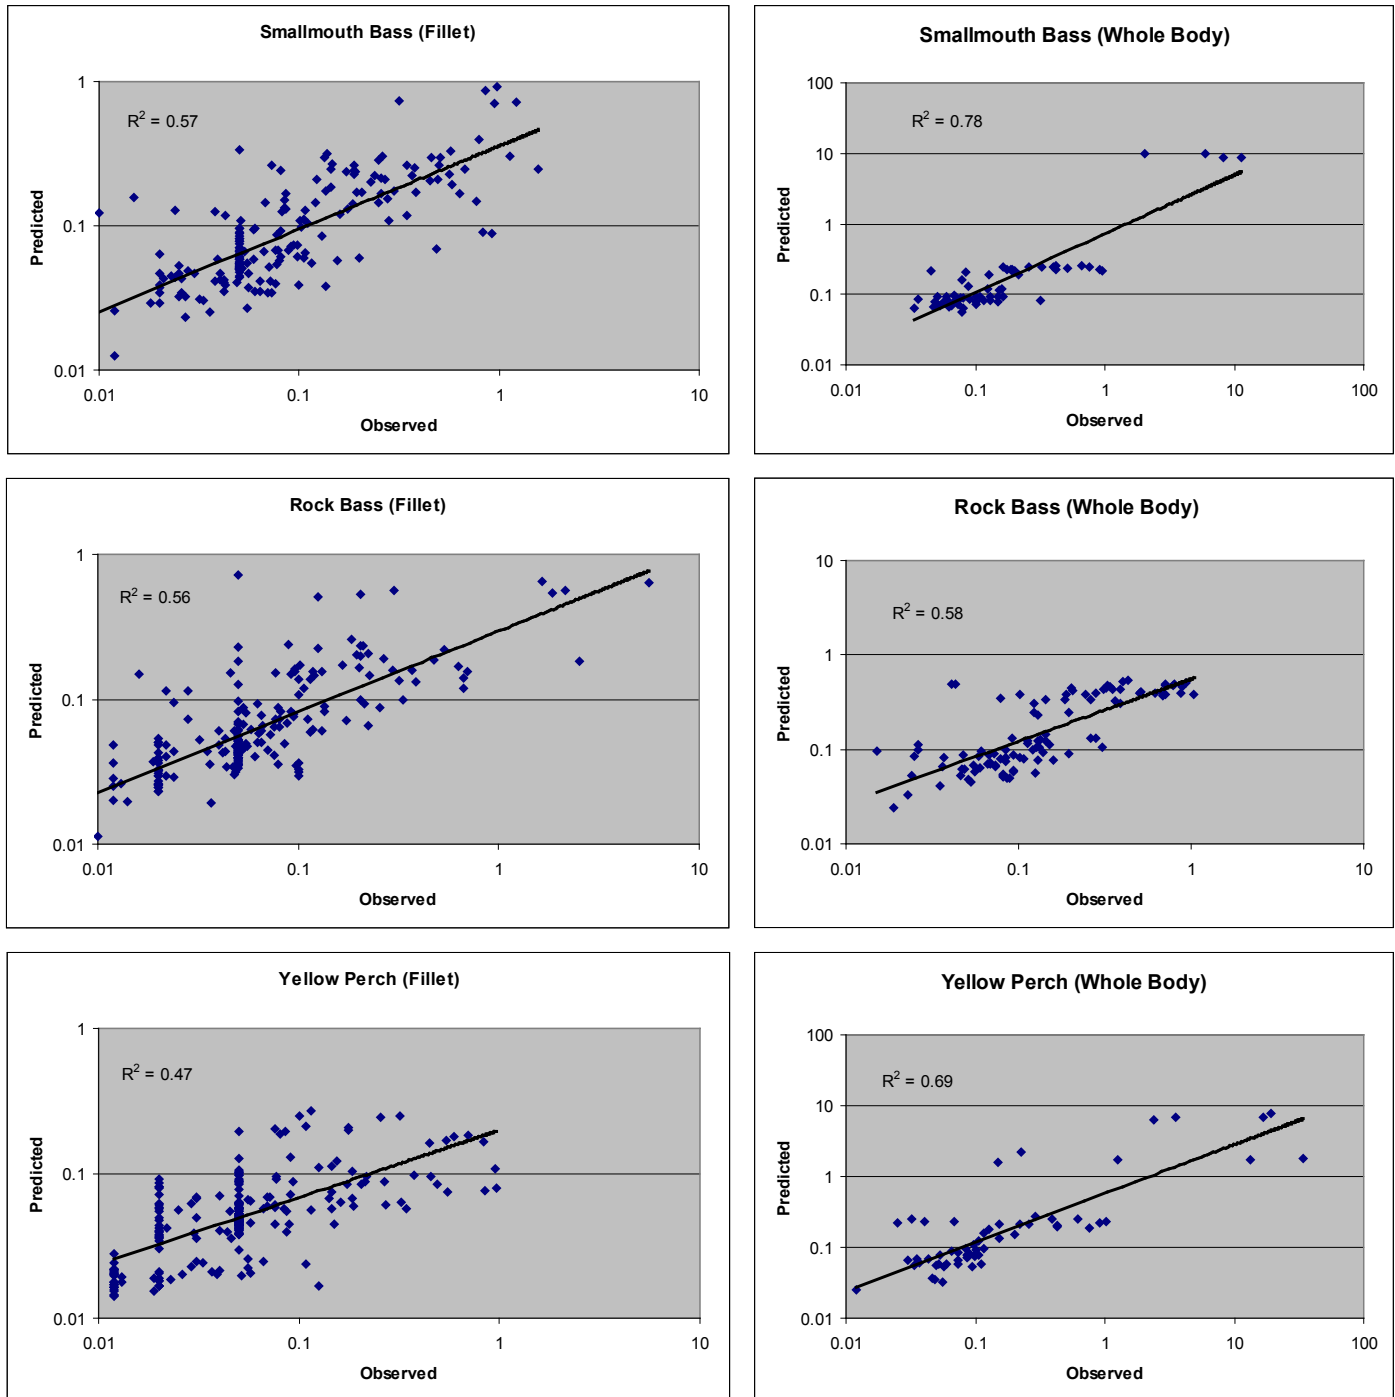 Smallmouth Bass (Fillet)
1
R² = 0.57
0.1
0.01
0.01 0.1 1 10
Predicted
Observed
Smallmouth Bass (Whole Body)
100
R² = 0.78
10
1
0.1
0.01
0.01 0.1 1 10 100
Predicted
Observed
Rock Bass (Fillet)
1
R² = 0.56
0.1
0.01
0.01 0.1 1 10
Predicted
Observed
Rock Bass (Whole Body)
10
R² = 0.58
1
0.1
0.01
0.01 0.1 1 10
Predicted
Observed
Yellow Perch (Fillet)
1
R² = 0.47
0.1
0.01
0.01 0.1 1 10
Predicted
Observed
Yellow Perch (Whole Body)
100
R² = 0.69
10
1
0.1
0.01
0.01 0.1 1 10 100
Predicted
Observed